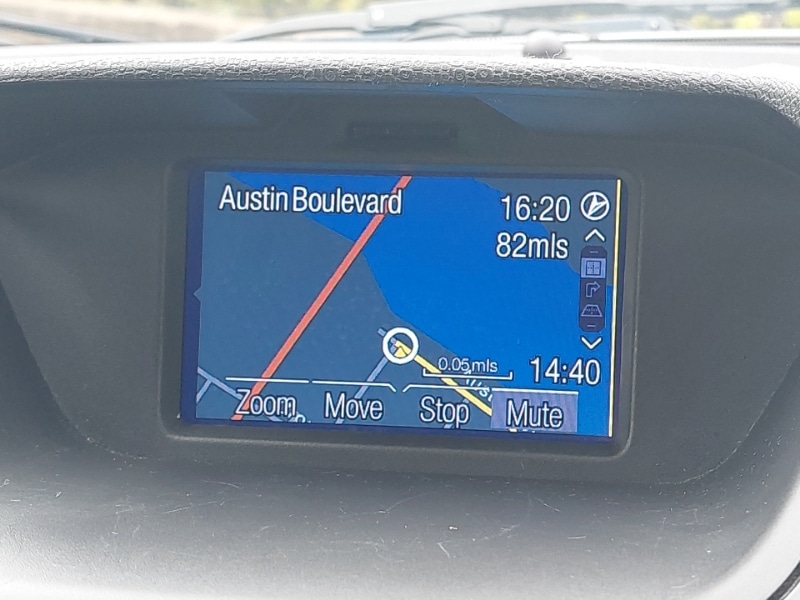 Austin Boulevard
16:20
82mls
0.05mls
14:40
Zoom Move Stop Mute